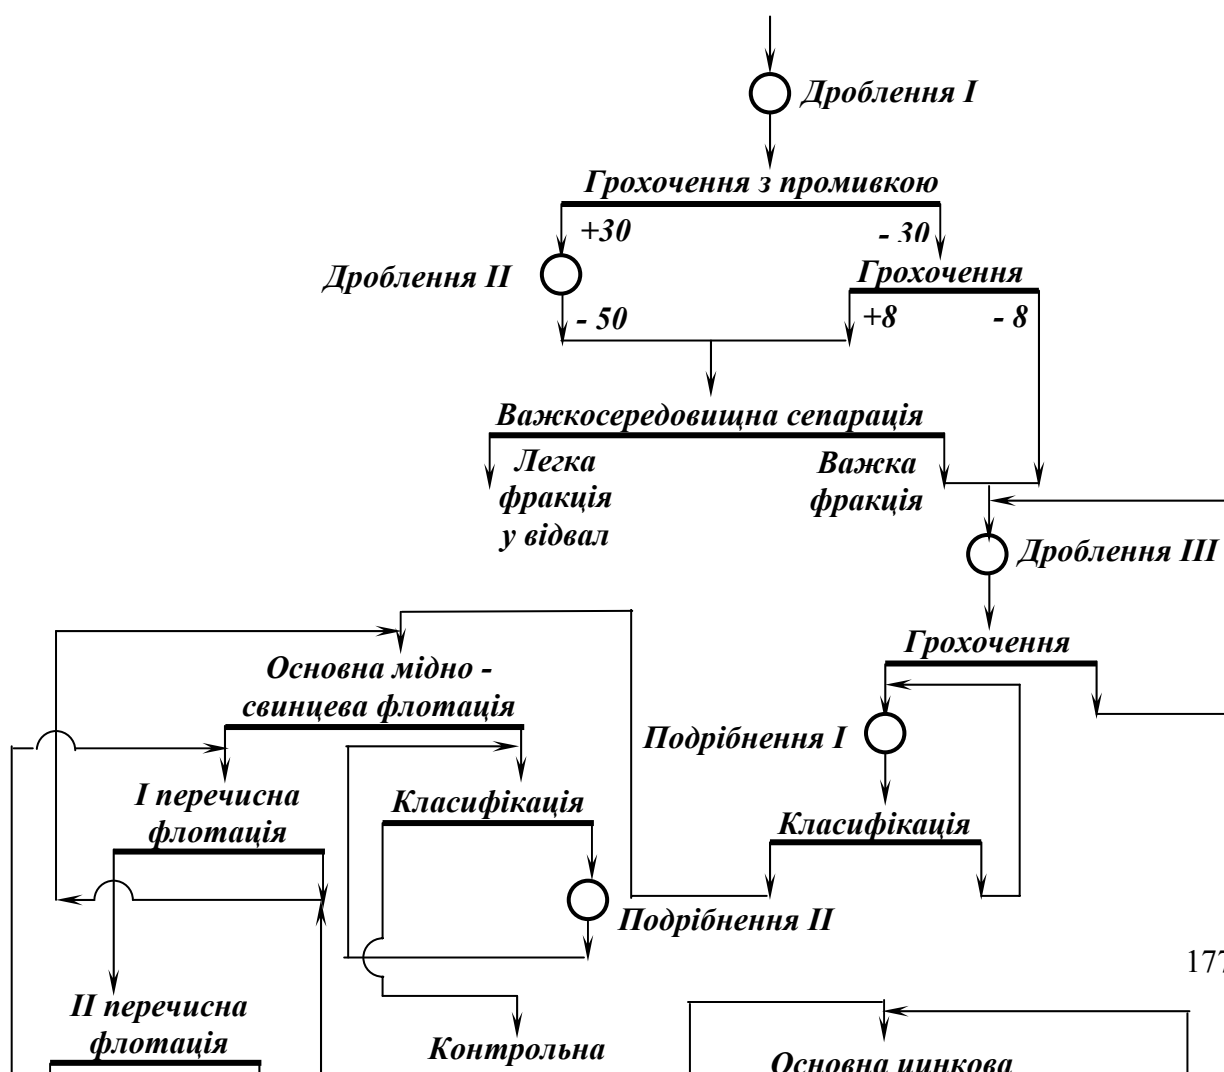 Дроблення I
Грохочення з промивкою
+30
- 30
Дроблення II
Грохочення
- 50
+8
- 8
Важкосередовищна сепарація
Легка
фракція
у відвал
Важка
фракція
Дроблення III
Грохочення
Основна мідно -
свинцева флотація
Подрібнення I
I перечисна
флотація
Класифікація
Класифікація
Подрібнення II
177
II перечисна
флотація
Контрольна
Основна цинкова